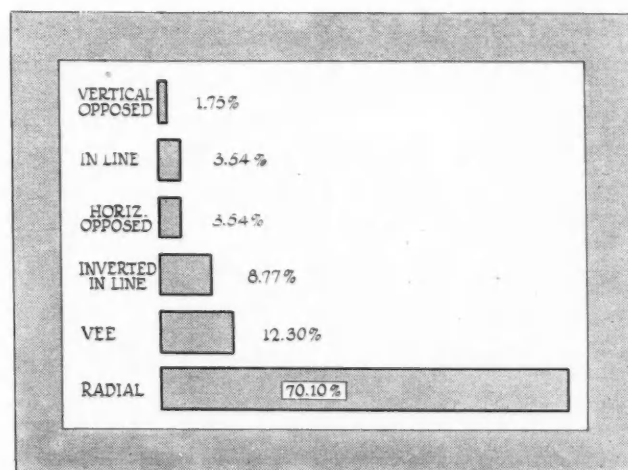 VERTICAL
OPPOSED
1.75%
IN LINE
3.54%
HORIZ.
OPPOSED
3.54%
INVERTED
IN LINE
8.77%
VEE
12.30%
RADIAL
70.10%